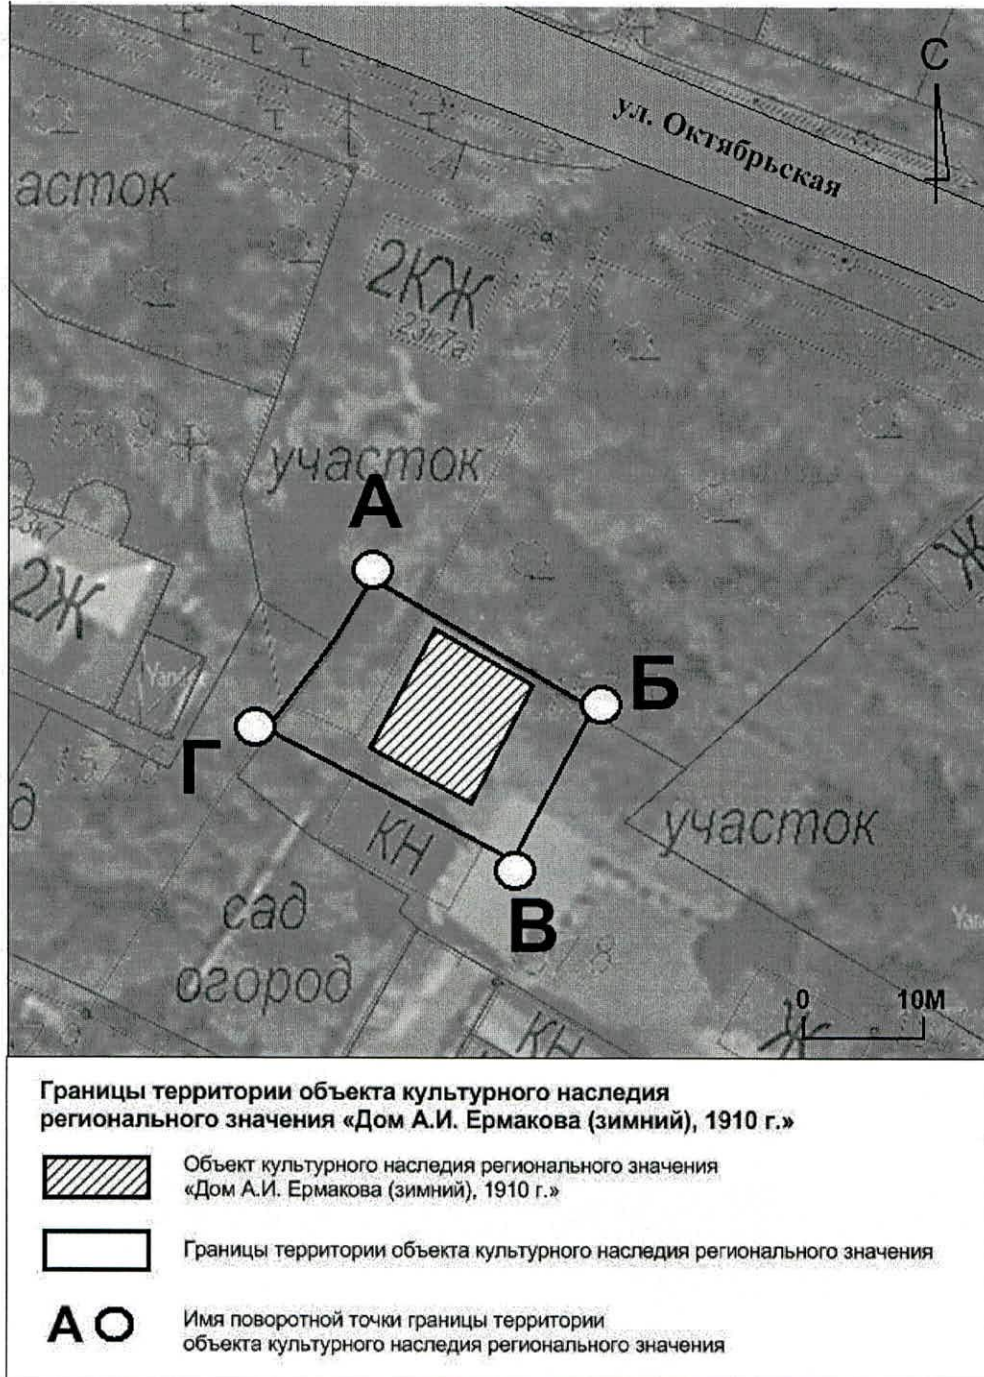 С
ул. Октябрьская
асток
2КЖ
23к7а
участок
А
23к7
2Ж
Ж
Б
Г
участок
КН
сад
огород
В
КН
Ж
0 10М
Границы территории объекта культурного наследия
регионального значения «Дом А.И. Ермакова (зимний), 1910 г.»
Объект культурного наследия регионального значения
«Дом А.И. Ермакова (зимний), 1910 г.»
Границы территории объекта культурного наследия регионального значения
А
Имя поворотной точки границы территории
объекта культурного наследия регионального значения